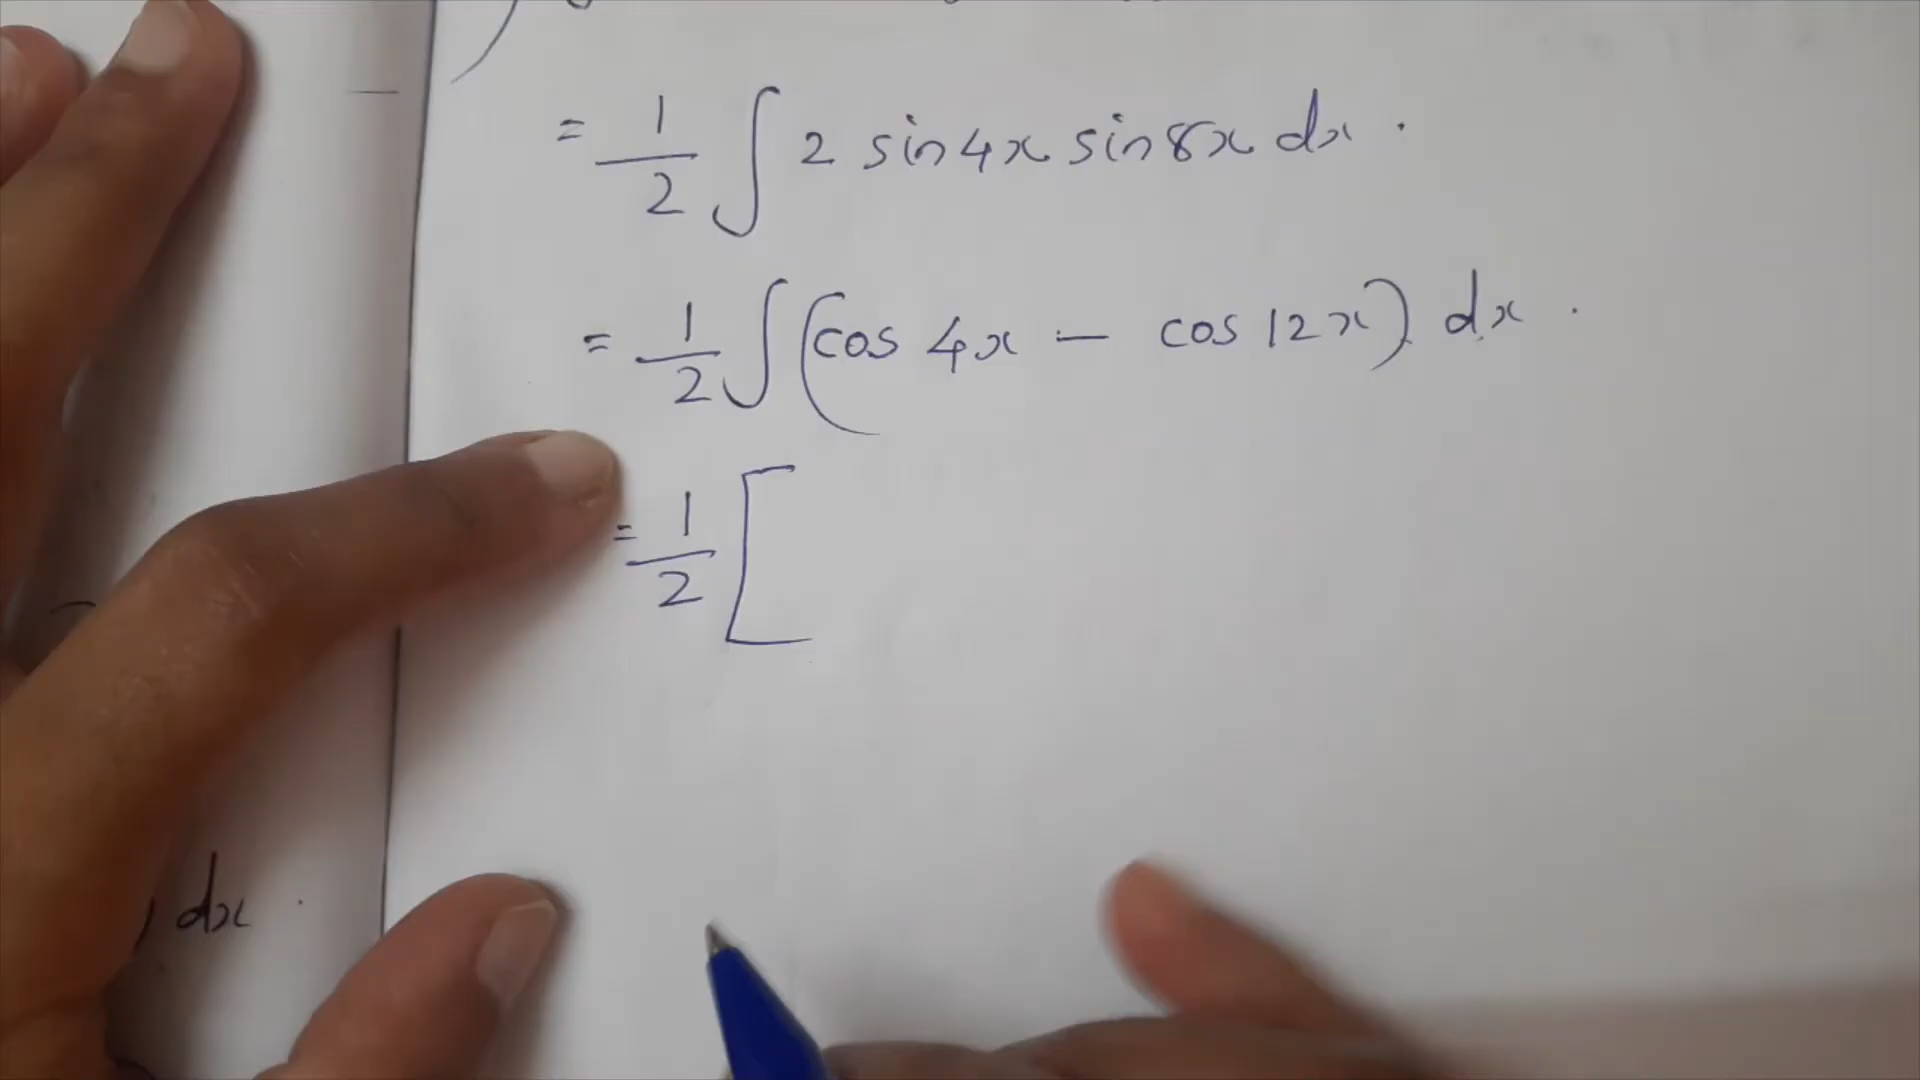 = 1/2 ∫ 2 sin4x sin8x dx .
= 1/2 ∫ (cos 4x — cos 12x) dx .
= 1/2 [
dx .